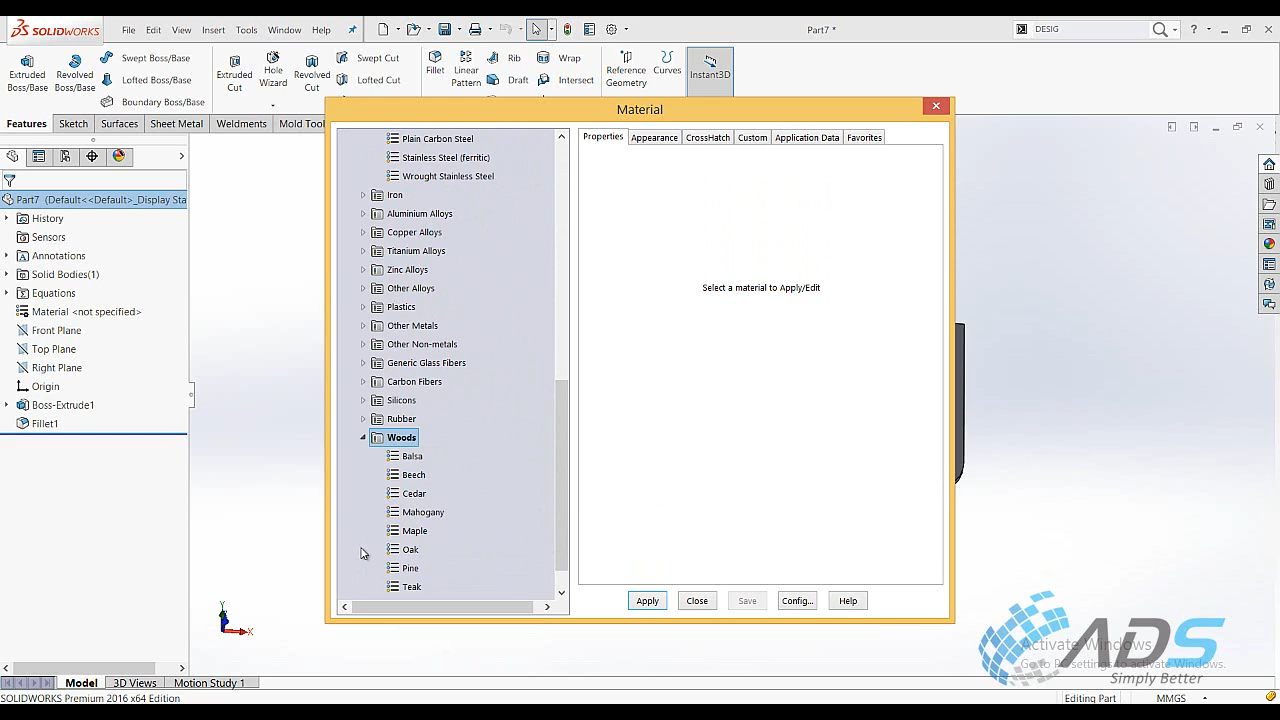 SOLIDWORKS
File Edit View Insert Tools Window Help
Part7 *
DESIG
Extruded Boss/Base
Revolved Boss/Base
Swept Boss/Base
Lofted Boss/Base
Boundary Boss/Base
Extruded Cut
Hole Wizard
Revolved Cut
Swept Cut
Lofted Cut
Fillet
Linear Pattern
Rib
Draft
Wrap
Intersect
Reference Geometry
Curves
Instant3D
Features Sketch Surfaces Sheet Metal Weldments Mold Too
Part7 (Default<<Default>_Display Sta
History
Sensors
Annotations
Solid Bodies(1)
Equations
Material <not specified>
Front Plane
Top Plane
Right Plane
Origin
Boss-Extrude1
Fillet1
Material
Plain Carbon Steel
Stainless Steel (ferritic)
Wrought Stainless Steel
Iron
Aluminium Alloys
Copper Alloys
Titanium Alloys
Zinc Alloys
Other Alloys
Plastics
Other Metals
Other Non-metals
Generic Glass Fibers
Carbon Fibers
Silicons
Rubber
Woods
Balsa
Beech
Cedar
Mahogany
Maple
Oak
Pine
Teak
Properties Appearance CrossHatch Custom Application Data Favorites
Select a material to Apply/Edit
Apply Close Save Config... Help
Y
X
ADS
Simply Better
Activate Windows
Go to PC settings to activate Windows.
Model 3D Views Motion Study 1
SOLIDWORKS Premium 2016 x64 Edition
Editing Part MMGS